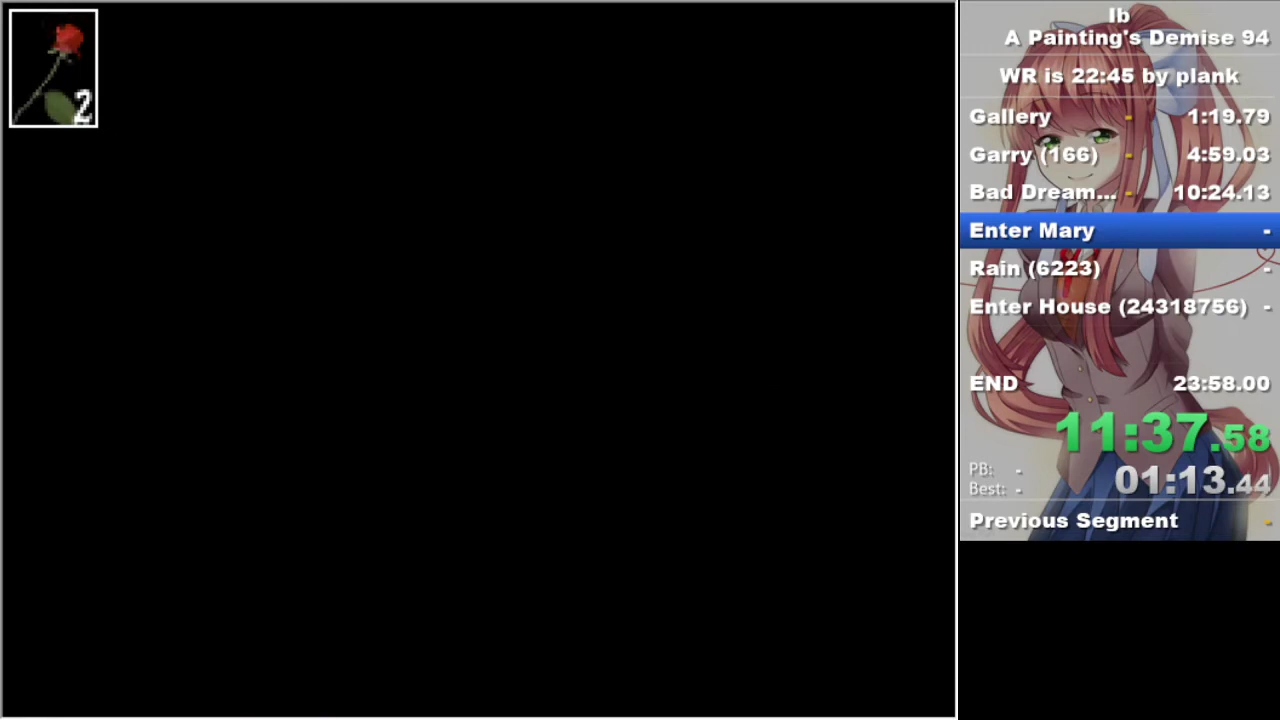 2
Ib
A Painting's Demise 94
WR is 22:45 by plank
Gallery - 1:19.79
Garry (166) - 4:59.03
Bad Dream... - 10:24.13
Enter Mary -
Rain (6223) -
Enter House (24318756) -
END 23:58.00
11:37.58
PB: -
Best: -
01:13.44
Previous Segment -